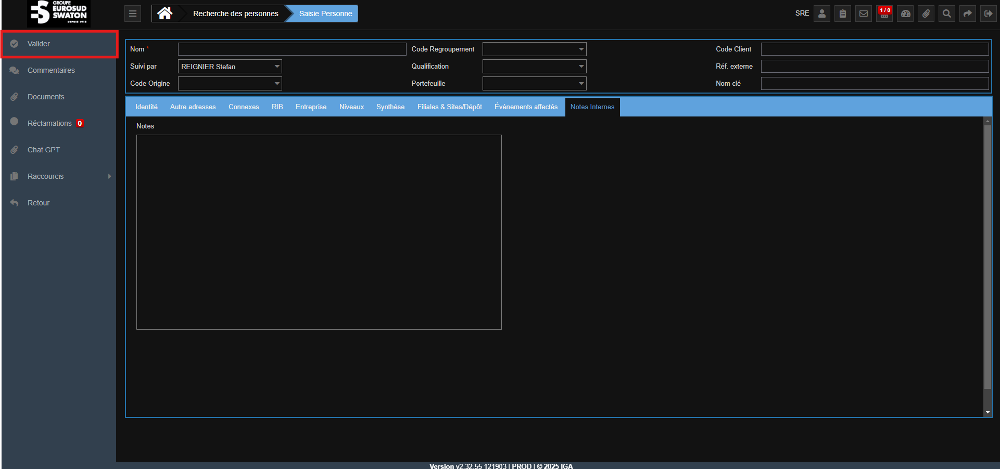 GROUPE
EUROSUD
SWATON
DEPUIS 1918
Recherche des personnes
Saisie Personne
SRE
1 / 0
Valider
Commentaires
Documents
Réclamations 0
Chat GPT
Raccourcis
Retour
Nom *
Code Regroupement
Code Client
Suivi par
REIGNIER Stefan
Qualification
Réf. externe
Code Origine
Portefeuille
Nom clé
Identité
Autre adresses
Connexes
RIB
Entreprise
Niveaux
Synthèse
Filiales & Sites/Dépôt
Évènements affectés
Notes Internes
Notes
Version v2.32.55 121903 | PROD | © 2025 IGA